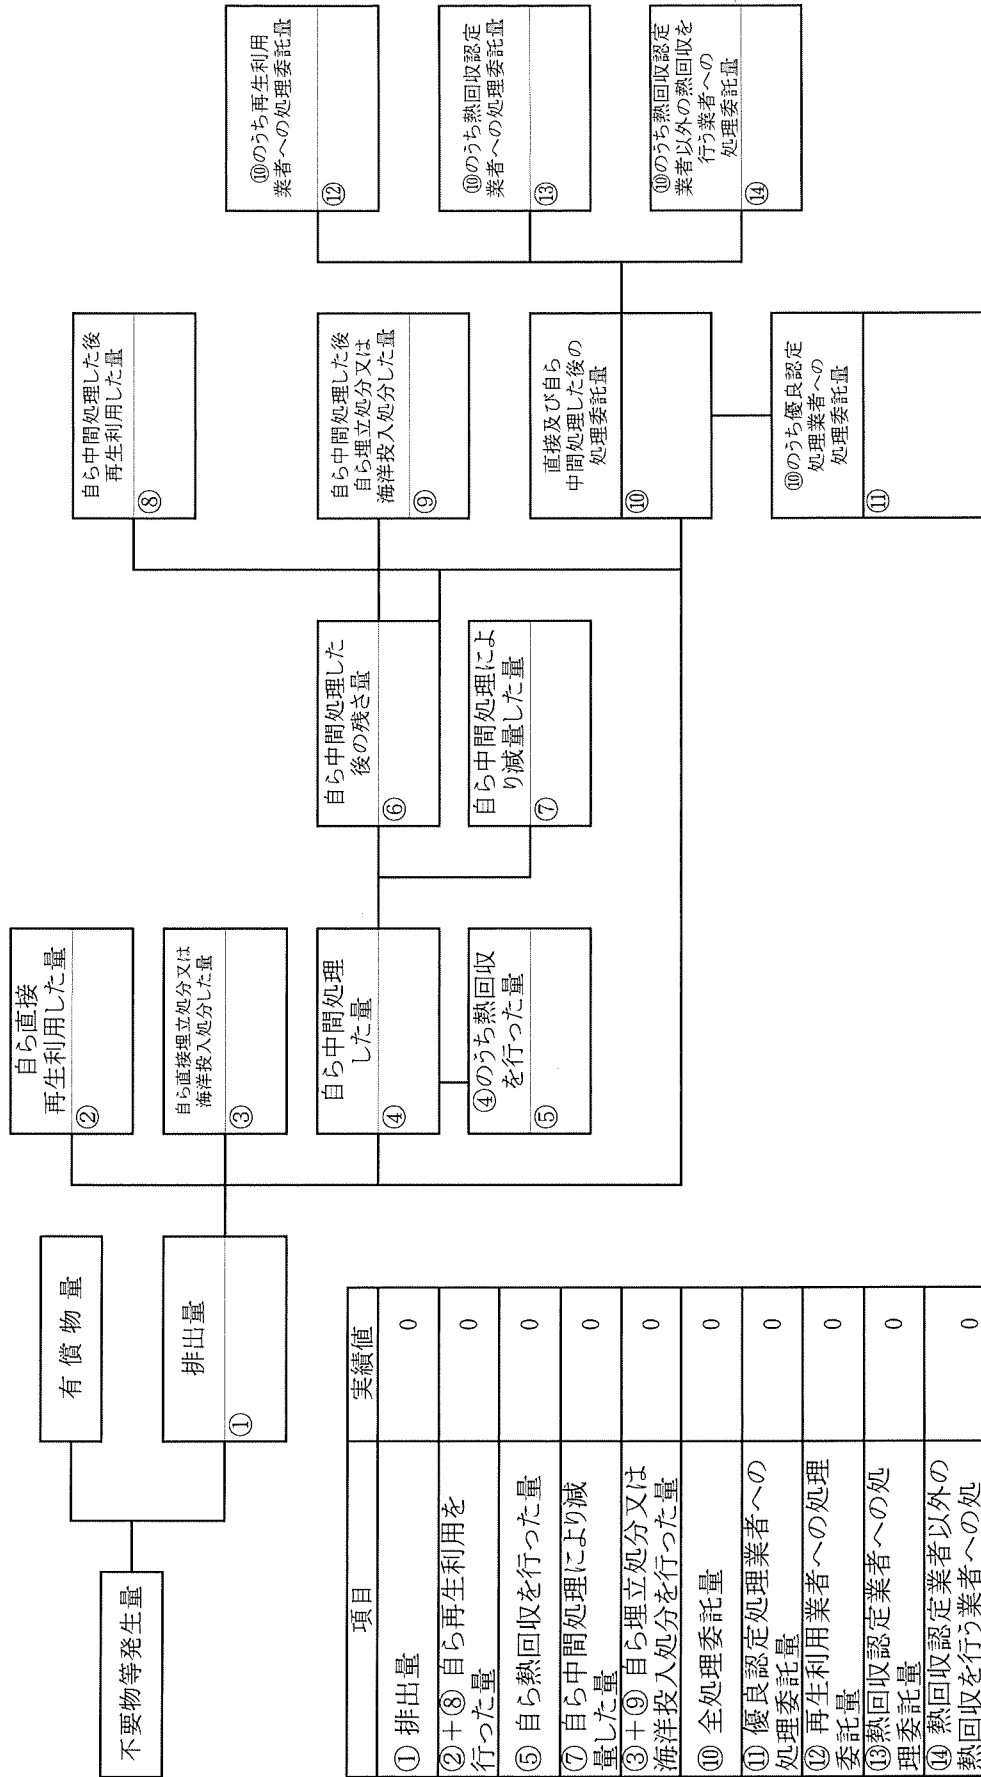 不要物等発生量
有償物量
排出量
①
自ら直接
再生利用した量
②
自ら直接埋立処分又は
海洋投入処分した量
③
自ら中間処理
した量
④
④のうち熱回収
を行った量
⑤
自ら中間処理した
後の残さ量
⑥
自ら中間処理によ
り減量した量
⑦
自ら中間処理した後
再生利用した量
⑧
自ら中間処理した後
自ら埋立処分又は
海洋投入処分した量
⑨
直接及び自ら
中間処理した後の
処理委託量
⑩
⑩のうち優良認定
処理業者への
処理委託量
⑪
⑩のうち再生利用
業者への処理委託量
⑫
⑩のうち熱回収認定
業者への処理委託量
⑬
⑩のうち熱回収認定
業者以外の熱回収を
行う業者への
処理委託量
⑭
項目 実績値
①排出量 0
②＋⑧自ら再生利用を
行った量 0
⑤自ら熱回収を行った量 0
⑦自ら中間処理により減
量した量 0
③＋⑨自ら埋立処分又は
海洋投入処分を行った量 0
⑩全処理委託量 0
⑪優良認定処理業者への
処理委託量 0
⑫再生利用業者への処理
委託量 0
⑬熱回収認定業者への処
理委託量 0
⑭熱回収認定業者以外の
熱回収を行う業者への処 0